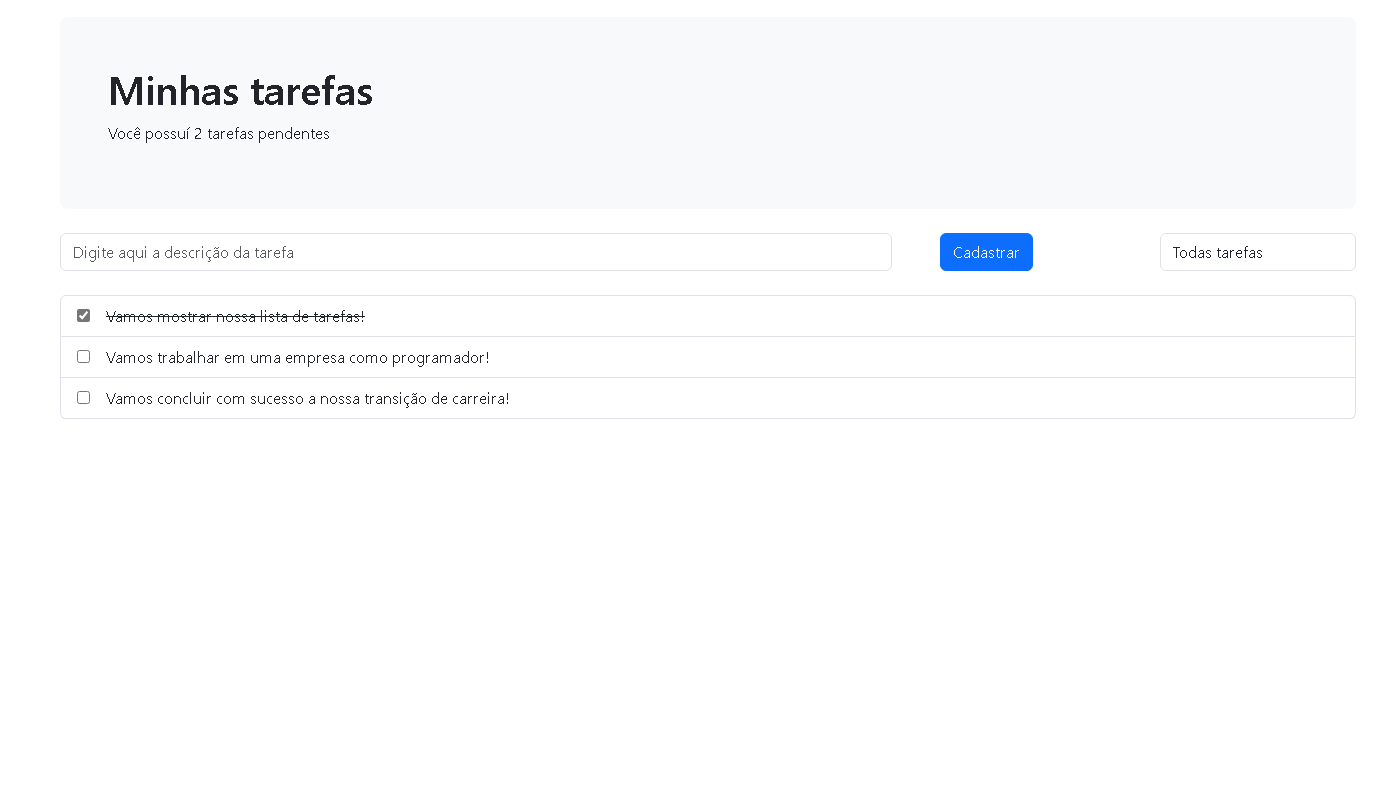 Minhas tarefas
Você possuí 2 tarefas pendentes
Digite aqui a descrição da tarefa
Cadastrar
Todas tarefas
Vamos mostrar nossa lista de tarefas!
Vamos trabalhar em uma empresa como programador!
Vamos concluir com sucesso a nossa transição de carreira!